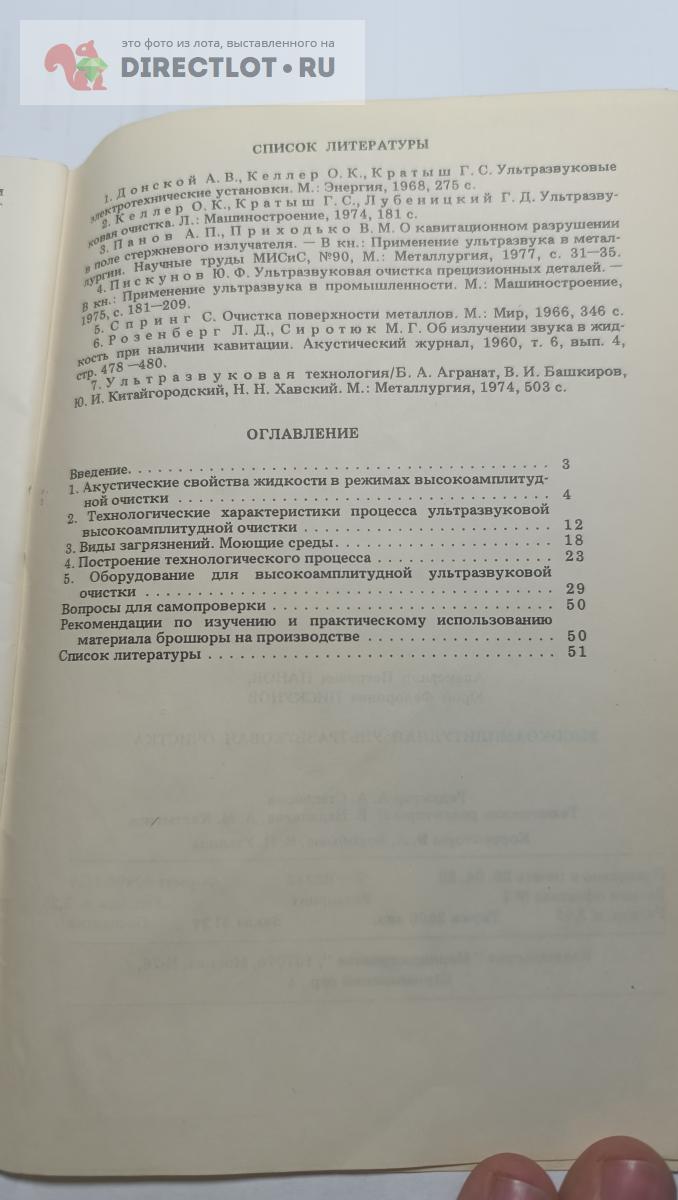 это фото из лота, выставленного на
DIRECTLOT.RU
СПИСОК ЛИТЕРАТУРЫ
1. Донской А. В., Келлер О. К., Кратыш Г. С. Ультразвуковые
электротехнические установки. М.: Энергия, 1968, 275 с.
2. Келлер О. К., Кратыш Г. С., Лубеницкий Г. Д. Ультразву-
ковая очистка. Л.: Машиностроение, 1974, 181 с.
3. Панов А. П., Приходько В. М. О кавитационном разрушении
в поле стержневого излучателя. — В кн.: Применение ультразвука в метал-
лургии. Научные труды МИСиС, №90, М.: Металлургия, 1977, с. 31—35.
4. Пискунов Ю. Ф. Ультразвуковая очистка прецизионных деталей. —
В кн.: Применение ультразвука в промышленности. М.: Машиностроение,
1975, с. 181—209.
5. Спринг С. Очистка поверхности металлов. М.: Мир, 1966, 346 с.
6. Розенберг Л. Д., Сиротюк М. Г. Об излучении звука в жид-
кость при наличии кавитации. Акустический журнал, 1960, т. 6, вып. 4,
стр. 478—480.
7. Ультразвуковая технология/Б. А. Агранат, В. И. Башкиров,
Ю. И. Китайгородский, Н. Н. Хавский. М.: Металлургия, 1974, 503 с.
ОГЛАВЛЕНИЕ
Введение. . . . . . . . . . . . . . . . . . . . . . . . . . . . . . . . . . . 3
1. Акустические свойства жидкости в режимах высокоамплитуд-
ной очистки . . . . . . . . . . . . . . . . . . . . . . . . . . . . . . . 4
2. Технологические характеристики процесса ультразвуковой
высокоамплитудной очистки . . . . . . . . . . . . . . . . . . . . . 12
3. Виды загрязнений. Моющие среды. . . . . . . . . . . . . . . . . . . 18
4. Построение технологического процесса . . . . . . . . . . . . . . . 23
5. Оборудование для высокоамплитудной ультразвуковой
очистки . . . . . . . . . . . . . . . . . . . . . . . . . . . . . . . . . . 29
Вопросы для самопроверки . . . . . . . . . . . . . . . . . . . . . . . . 50
Рекомендации по изучению и практическому использованию
материала брошюры на производстве . . . . . . . . . . . . . . . . 50
Список литературы . . . . . . . . . . . . . . . . . . . . . . . . . . . . . 51